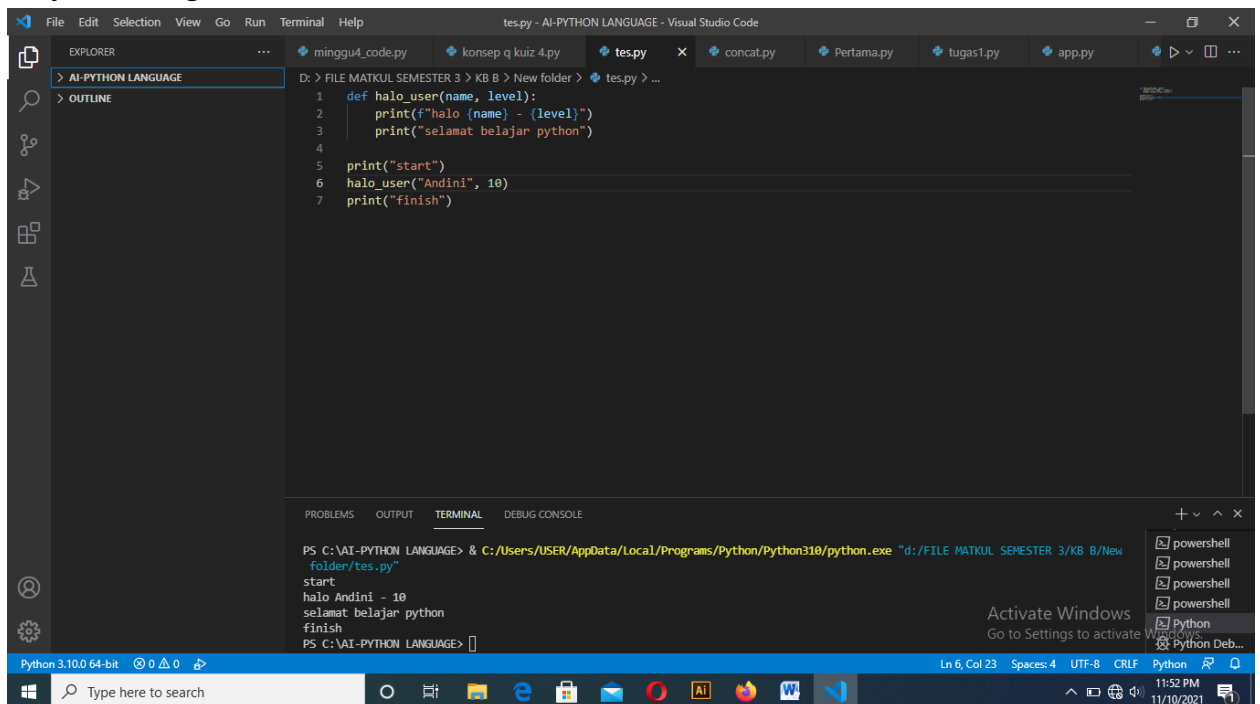 File Edit Selection View Go Run Terminal Help tes.py - AI-PYTHON LANGUAGE - Visual Studio Code
EXPLORER ...
> AI-PYTHON LANGUAGE
> OUTLINE
minggu4_code.py konsep q kuiz 4.py tes.py × concat.py Pertama.py tugas1.py app.py
D: > FILE MATKUL SEMESTER 3 > KB B > New folder > tes.py > ...
1 def halo_user(name, level):
2     print(f"halo {name} - {level}")
3     print("selamat belajar python")
4
5 print("start")
6 halo_user("Andini", 10)
7 print("finish")
PROBLEMS OUTPUT TERMINAL DEBUG CONSOLE
PS C:\AI-PYTHON LANGUAGE> & C:/Users/USER/AppData/Local/Programs/Python/Python310/python.exe "d:/FILE MATKUL SEMESTER 3/KB B/New
folder/tes.py"
start
halo Andini - 10
selamat belajar python
finish
PS C:\AI-PYTHON LANGUAGE>
powershell
powershell
powershell
powershell
Python
Python Deb...
Activate Windows
Go to Settings to activate Windows.
Python 3.10.0 64-bit 0 0 Ln 6, Col 23 Spaces: 4 UTF-8 CRLF Python
Type here to search
Ai
W
11:52 PM
11/10/2021
1